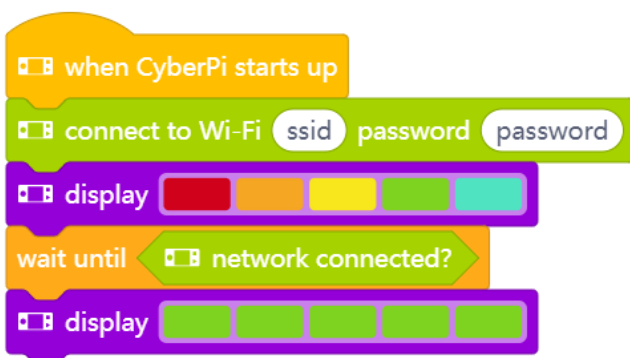 when CyberPi starts up
connect to Wi-Fi ssid password password
display
wait until network connected?
display